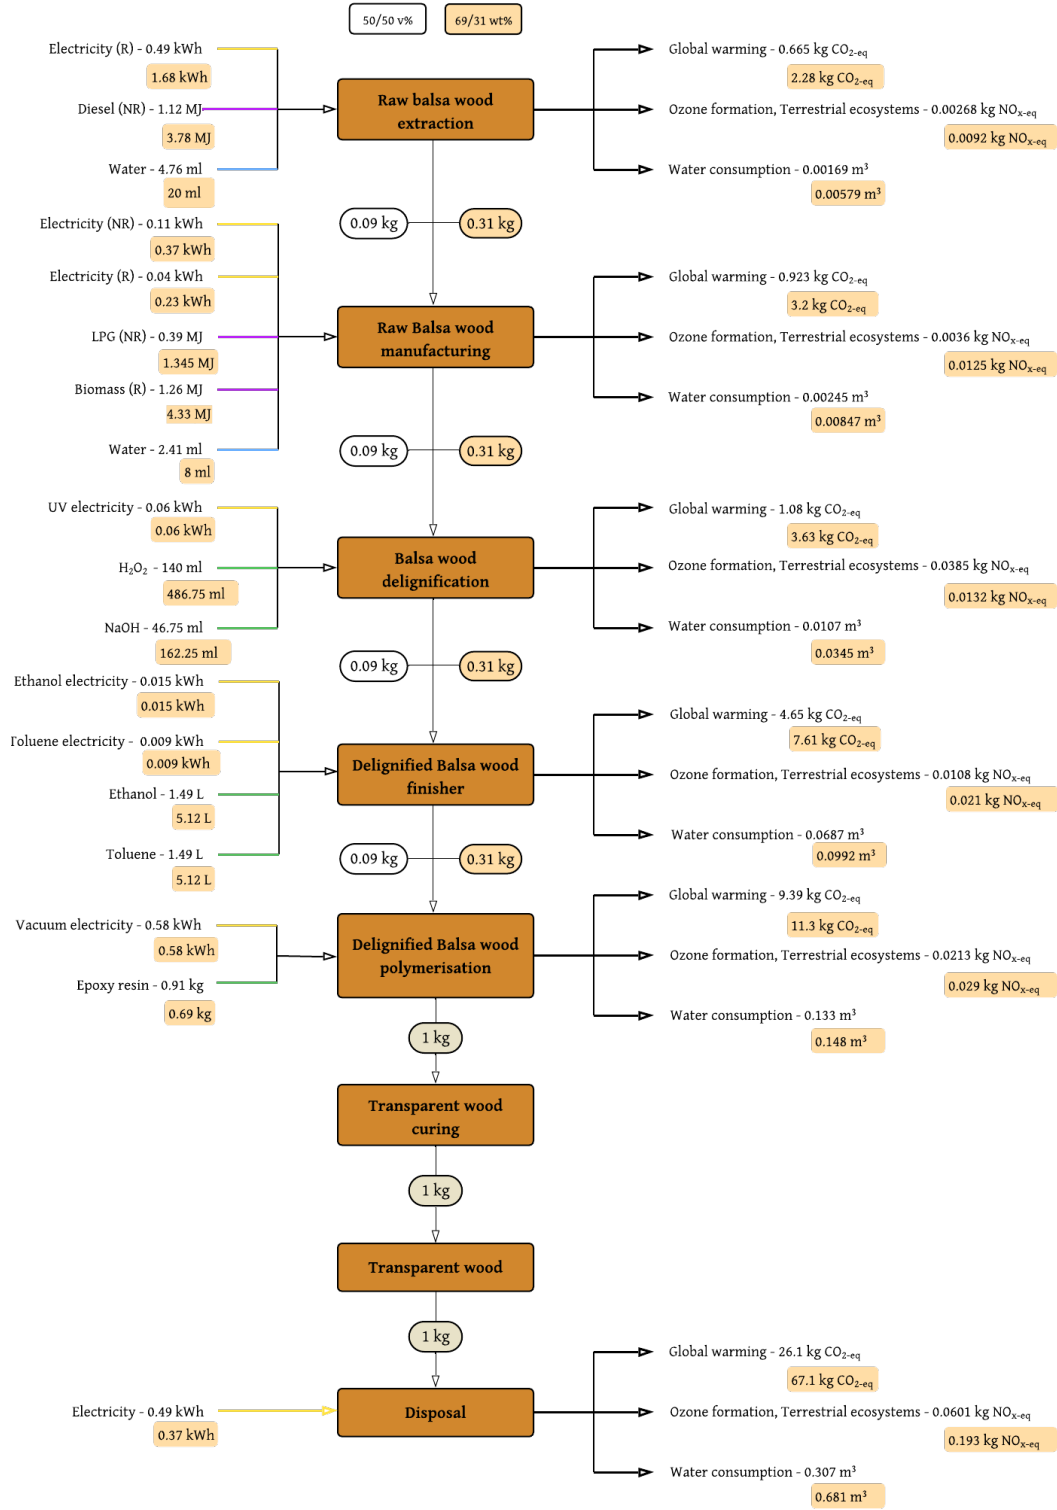 50/50 v%
69/31 wt%
Electricity (R) - 0.49 kWh
1.68 kWh
Diesel (NR) - 1.12 MJ
3.78 MJ
Water - 4.76 ml
20 ml
Raw balsa wood
extraction
Global warming - 0.665 kg CO₂₋eq
2.28 kg CO₂₋eq
Ozone formation, Terrestrial ecosystems - 0.00268 kg NOx-eq
0.0092 kg NOx-eq
Water consumption - 0.00169 m³
0.00579 m³
0.09 kg
0.31 kg
Electricity (NR) - 0.11 kWh
0.37 kWh
Electricity (R) - 0.04 kWh
0.23 kWh
LPG (NR) - 0.39 MJ
1.345 MJ
Biomass (R) - 1.26 MJ
4.33 MJ
Water - 2.41 ml
8 ml
Raw Balsa wood
manufacturing
Global warming - 0.923 kg CO₂₋eq
3.2 kg CO₂₋eq
Ozone formation, Terrestrial ecosystems - 0.0036 kg NOx-eq
0.0125 kg NOx-eq
Water consumption - 0.00245 m³
0.00847 m³
0.09 kg
0.31 kg
UV electricity - 0.06 kWh
0.06 kWh
H₂O₂ - 140 ml
486.75 ml
NaOH - 46.75 ml
162.25 ml
Balsa wood
delignification
Global warming - 1.08 kg CO₂₋eq
3.63 kg CO₂₋eq
Ozone formation, Terrestrial ecosystems - 0.0385 kg NOx-eq
0.0132 kg NOx-eq
Water consumption - 0.0107 m³
0.0345 m³
0.09 kg
0.31 kg
Ethanol electricity - 0.015 kWh
0.015 kWh
Toluene electricity - 0.009 kWh
0.009 kWh
Ethanol - 1.49 L
5.12 L
Toluene - 1.49 L
5.12 L
Delignified Balsa wood
finisher
Global warming - 4.65 kg CO₂₋eq
7.61 kg CO₂₋eq
Ozone formation, Terrestrial ecosystems - 0.0108 kg NOx-eq
0.021 kg NOx-eq
Water consumption - 0.0687 m³
0.0992 m³
0.09 kg
0.31 kg
Vacuum electricity - 0.58 kWh
0.58 kWh
Epoxy resin - 0.91 kg
0.69 kg
Delignified Balsa wood
polymerisation
Global warming - 9.39 kg CO₂₋eq
11.3 kg CO₂₋eq
Ozone formation, Terrestrial ecosystems - 0.0213 kg NOx-eq
0.029 kg NOx-eq
Water consumption - 0.133 m³
0.148 m³
1 kg
Transparent wood
curing
1 kg
Transparent wood
1 kg
Electricity - 0.49 kWh
0.37 kWh
Disposal
Global warming - 26.1 kg CO₂₋eq
67.1 kg CO₂₋eq
Ozone formation, Terrestrial ecosystems - 0.0601 kg NOx-eq
0.193 kg NOx-eq
Water consumption - 0.307 m³
0.681 m³